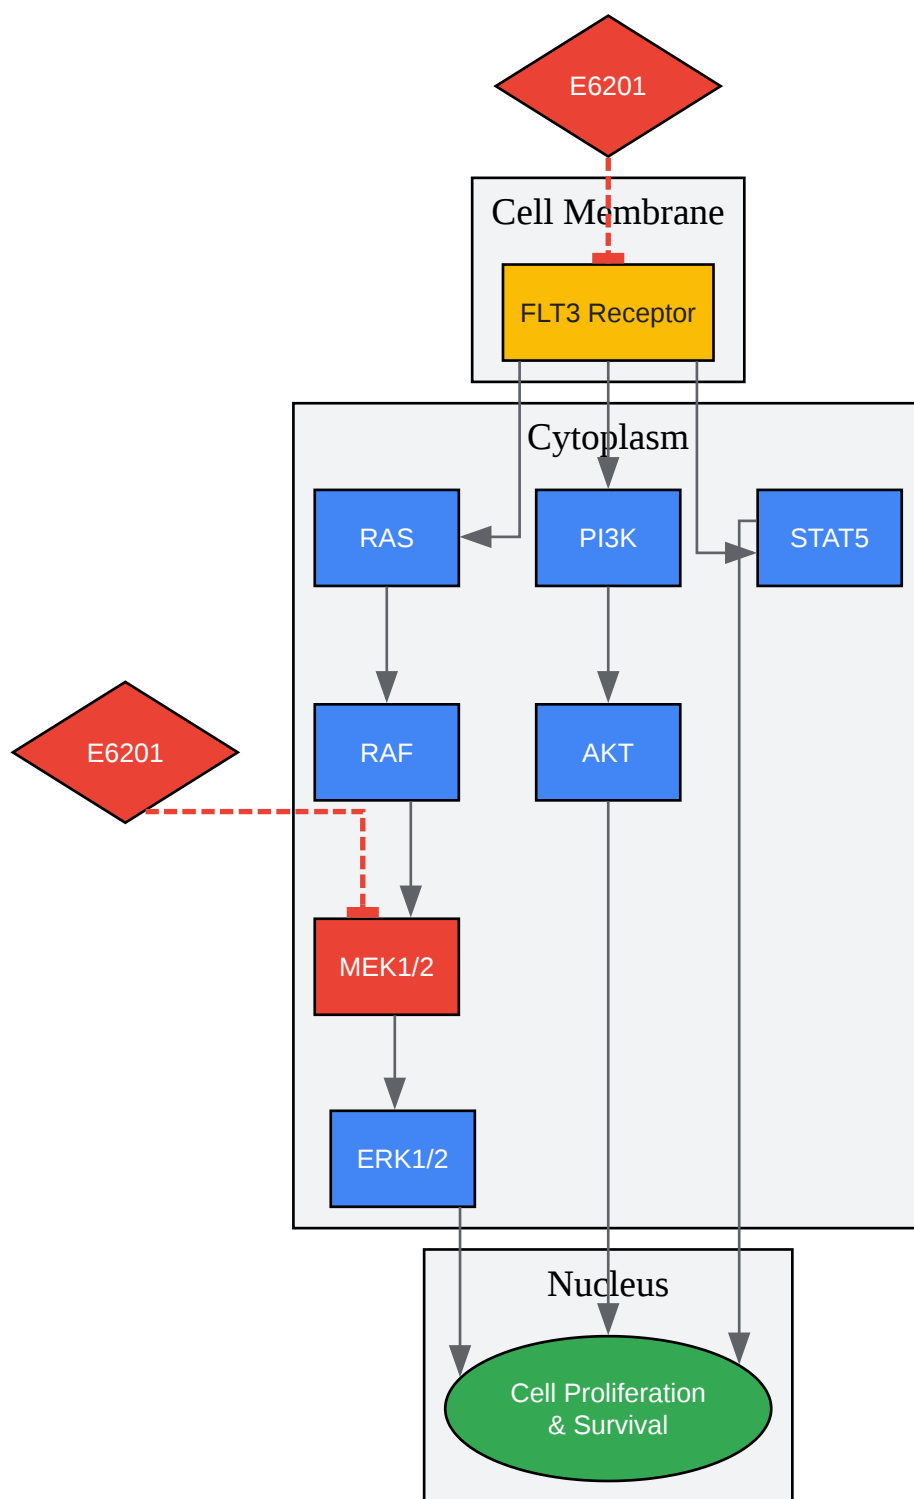 E6201
Cell Membrane
FLT3 Receptor
Cytoplasm
RAS
PI3K
STAT5
E6201
RAF
AKT
MEK1/2
ERK1/2
Nucleus
Cell Proliferation
& Survival